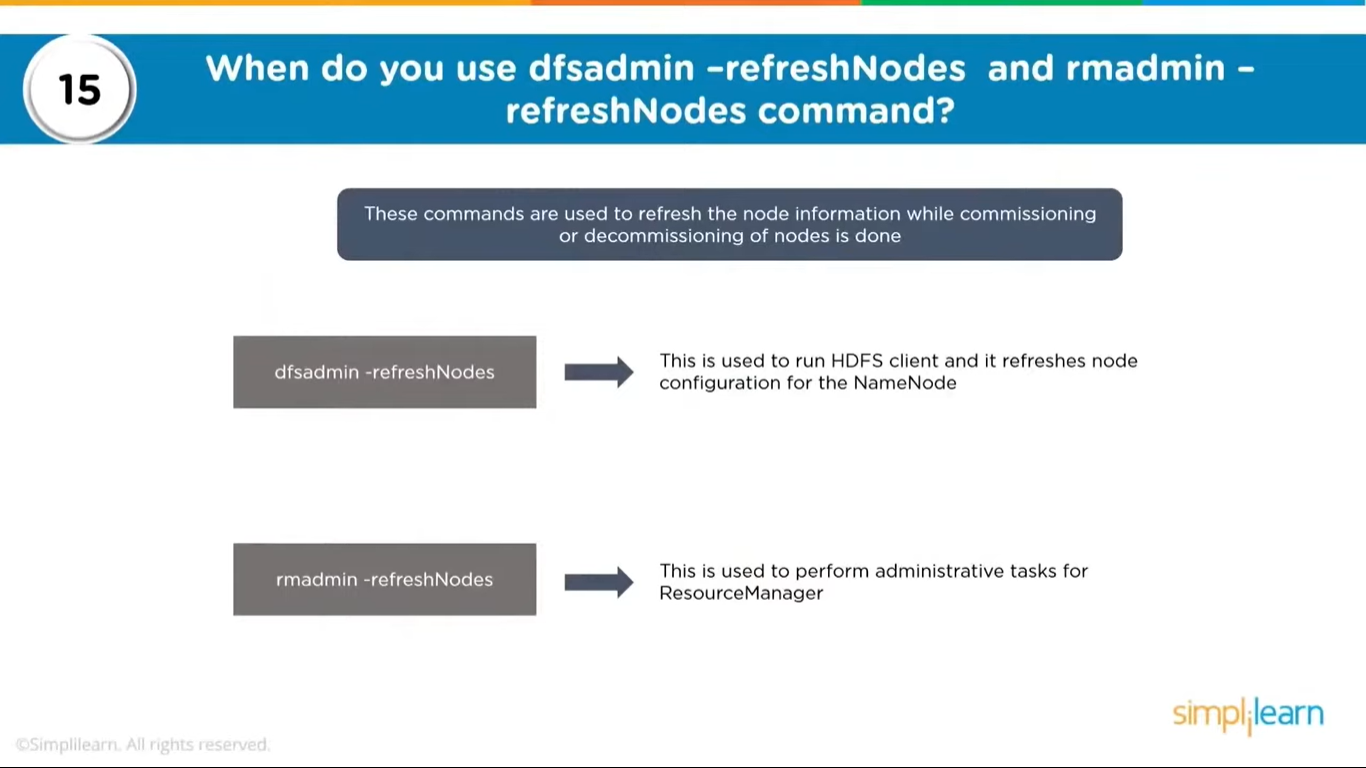 15
When do you use dfsadmin –refreshNodes and rmadmin –
refreshNodes command?
These commands are used to refresh the node information while commissioning
or decommissioning of nodes is done
dfsadmin -refreshNodes
This is used to run HDFS client and it refreshes node
configuration for the NameNode
rmadmin -refreshNodes
This is used to perform administrative tasks for
ResourceManager
simplilearn
©Simplilearn. All rights reserved.